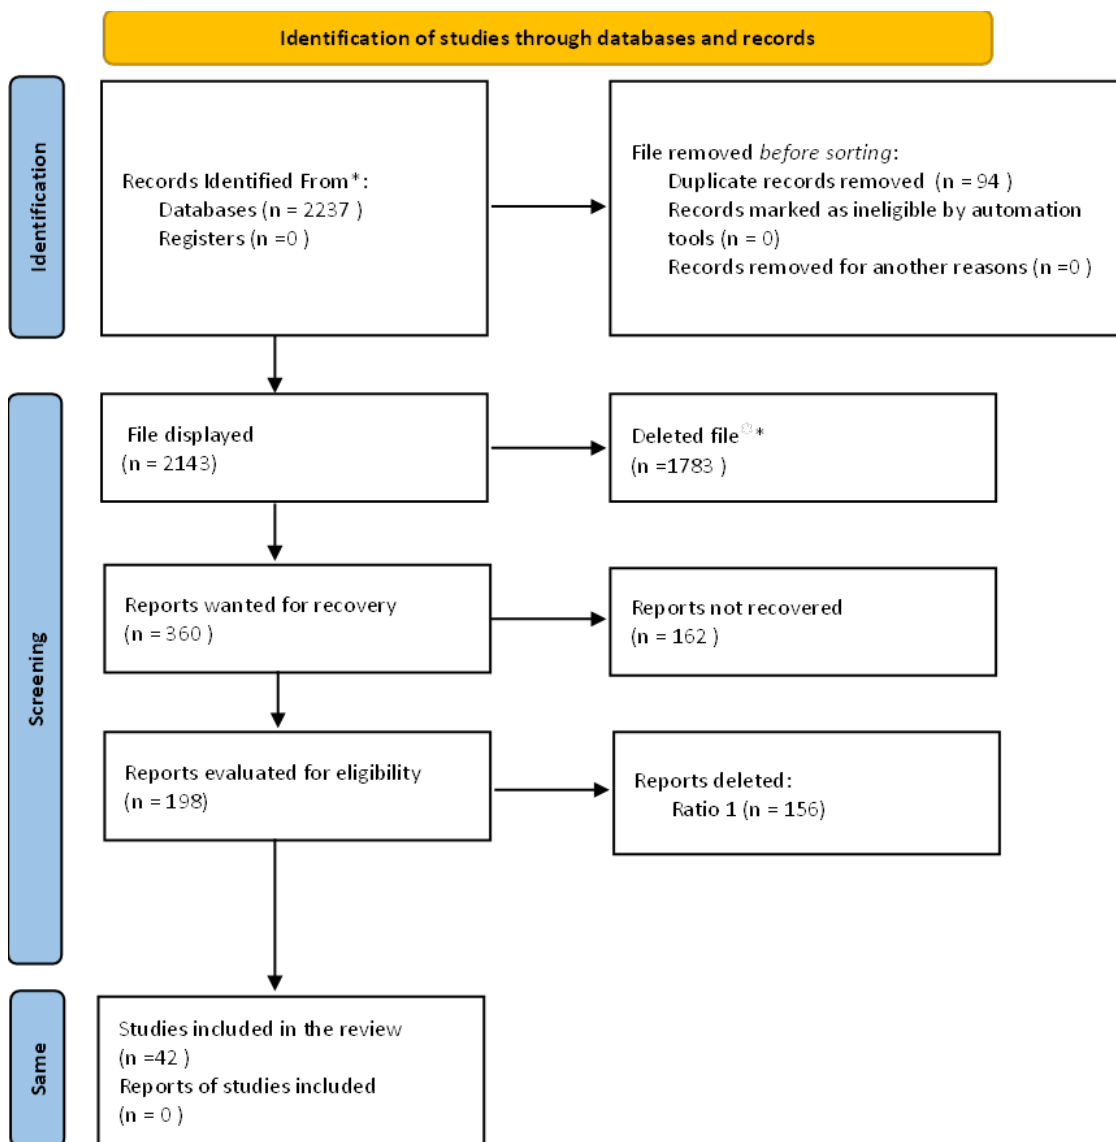 Identification of studies through databases and records
Identification
Records Identified From*:
Databases (n = 2237 )
Registers (n =0 )
File removed before sorting:
Duplicate records removed  (n = 94 )
Records marked as ineligible by automation
tools (n = 0)
Records removed for another reasons (n =0 )
Screening
File displayed
(n = 2143)
Deleted file*
(n =1783 )
Reports wanted for recovery
(n = 360 )
Reports not recovered
(n = 162 )
Reports evaluated for eligibility
(n = 198)
Reports deleted:
Ratio 1 (n = 156)
Same
Studies included in the review
(n =42 )
Reports of studies included
(n = 0 )